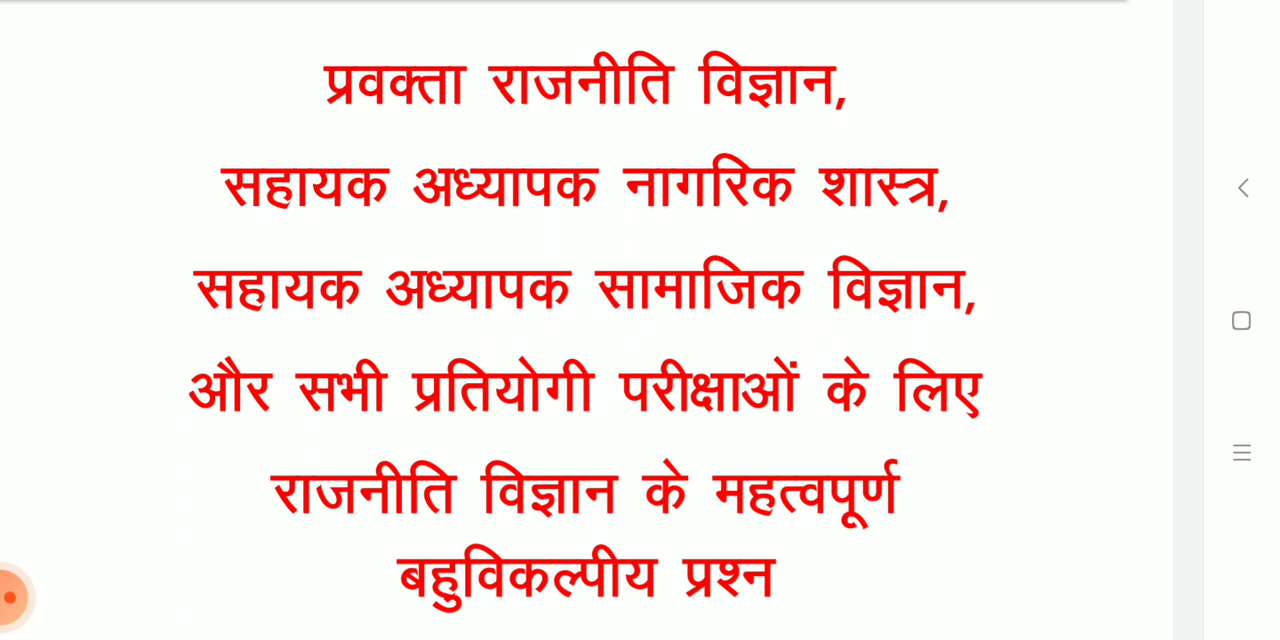 प्रवक्ता राजनीति विज्ञान,
सहायक अध्यापक नागरिक शास्त्र,
सहायक अध्यापक सामाजिक विज्ञान,
और सभी प्रतियोगी परीक्षाओं के लिए
राजनीति विज्ञान के महत्वपूर्ण
बहुविकल्पीय प्रश्न